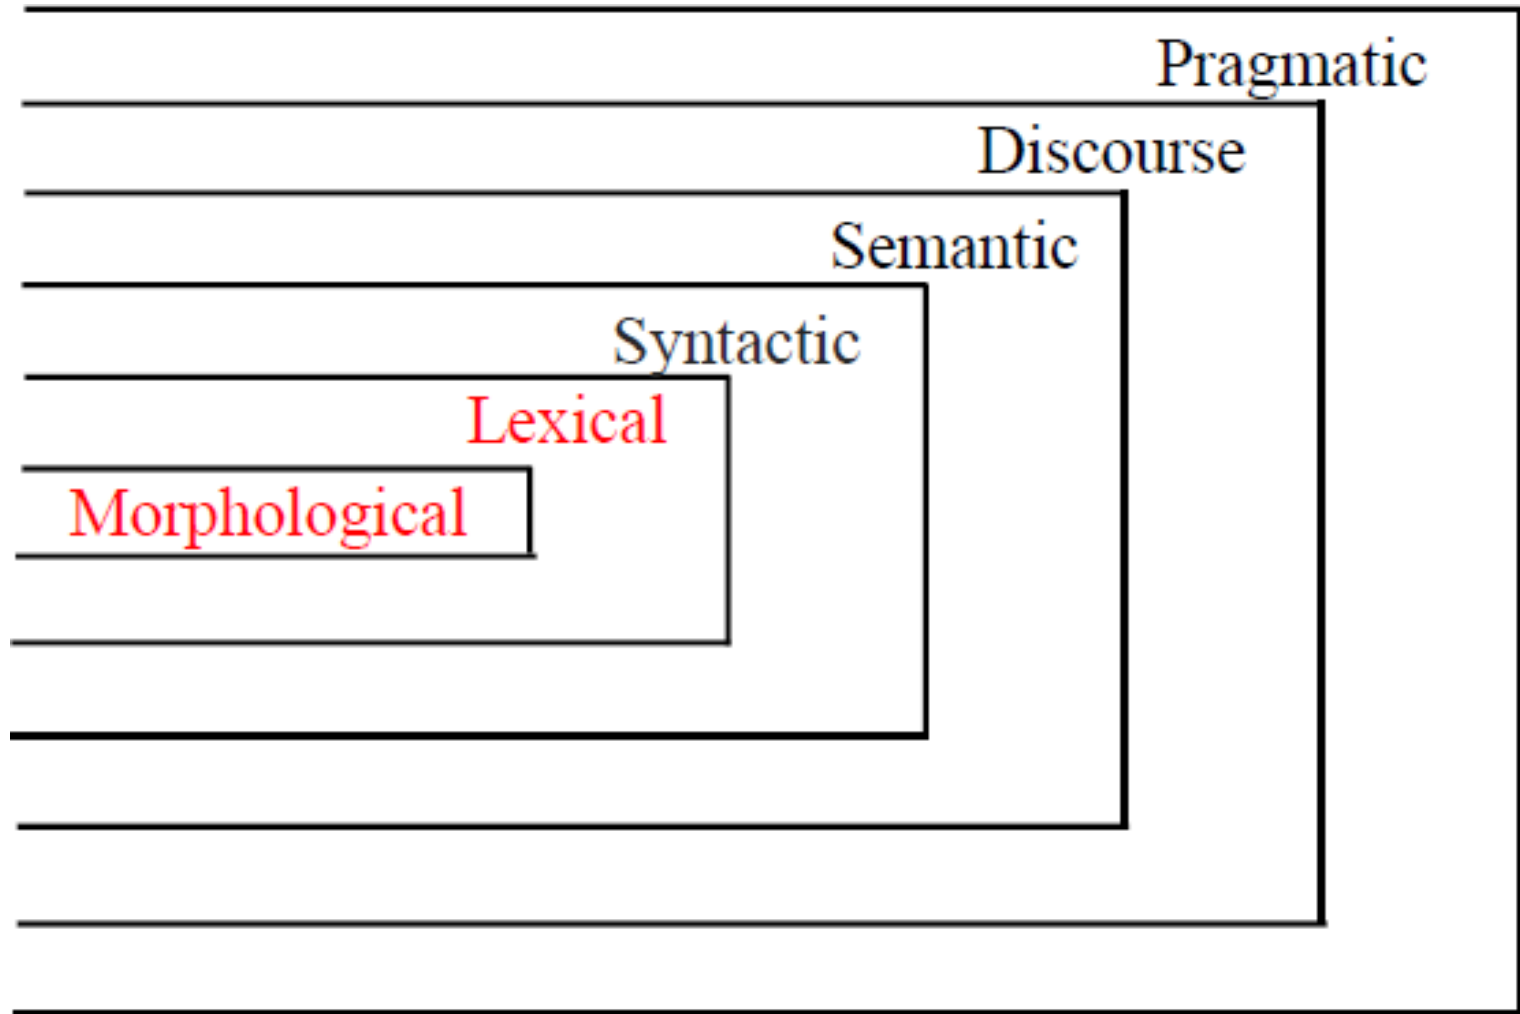 Pragmatic
Discourse
Semantic
Syntactic
Lexical
Morphological